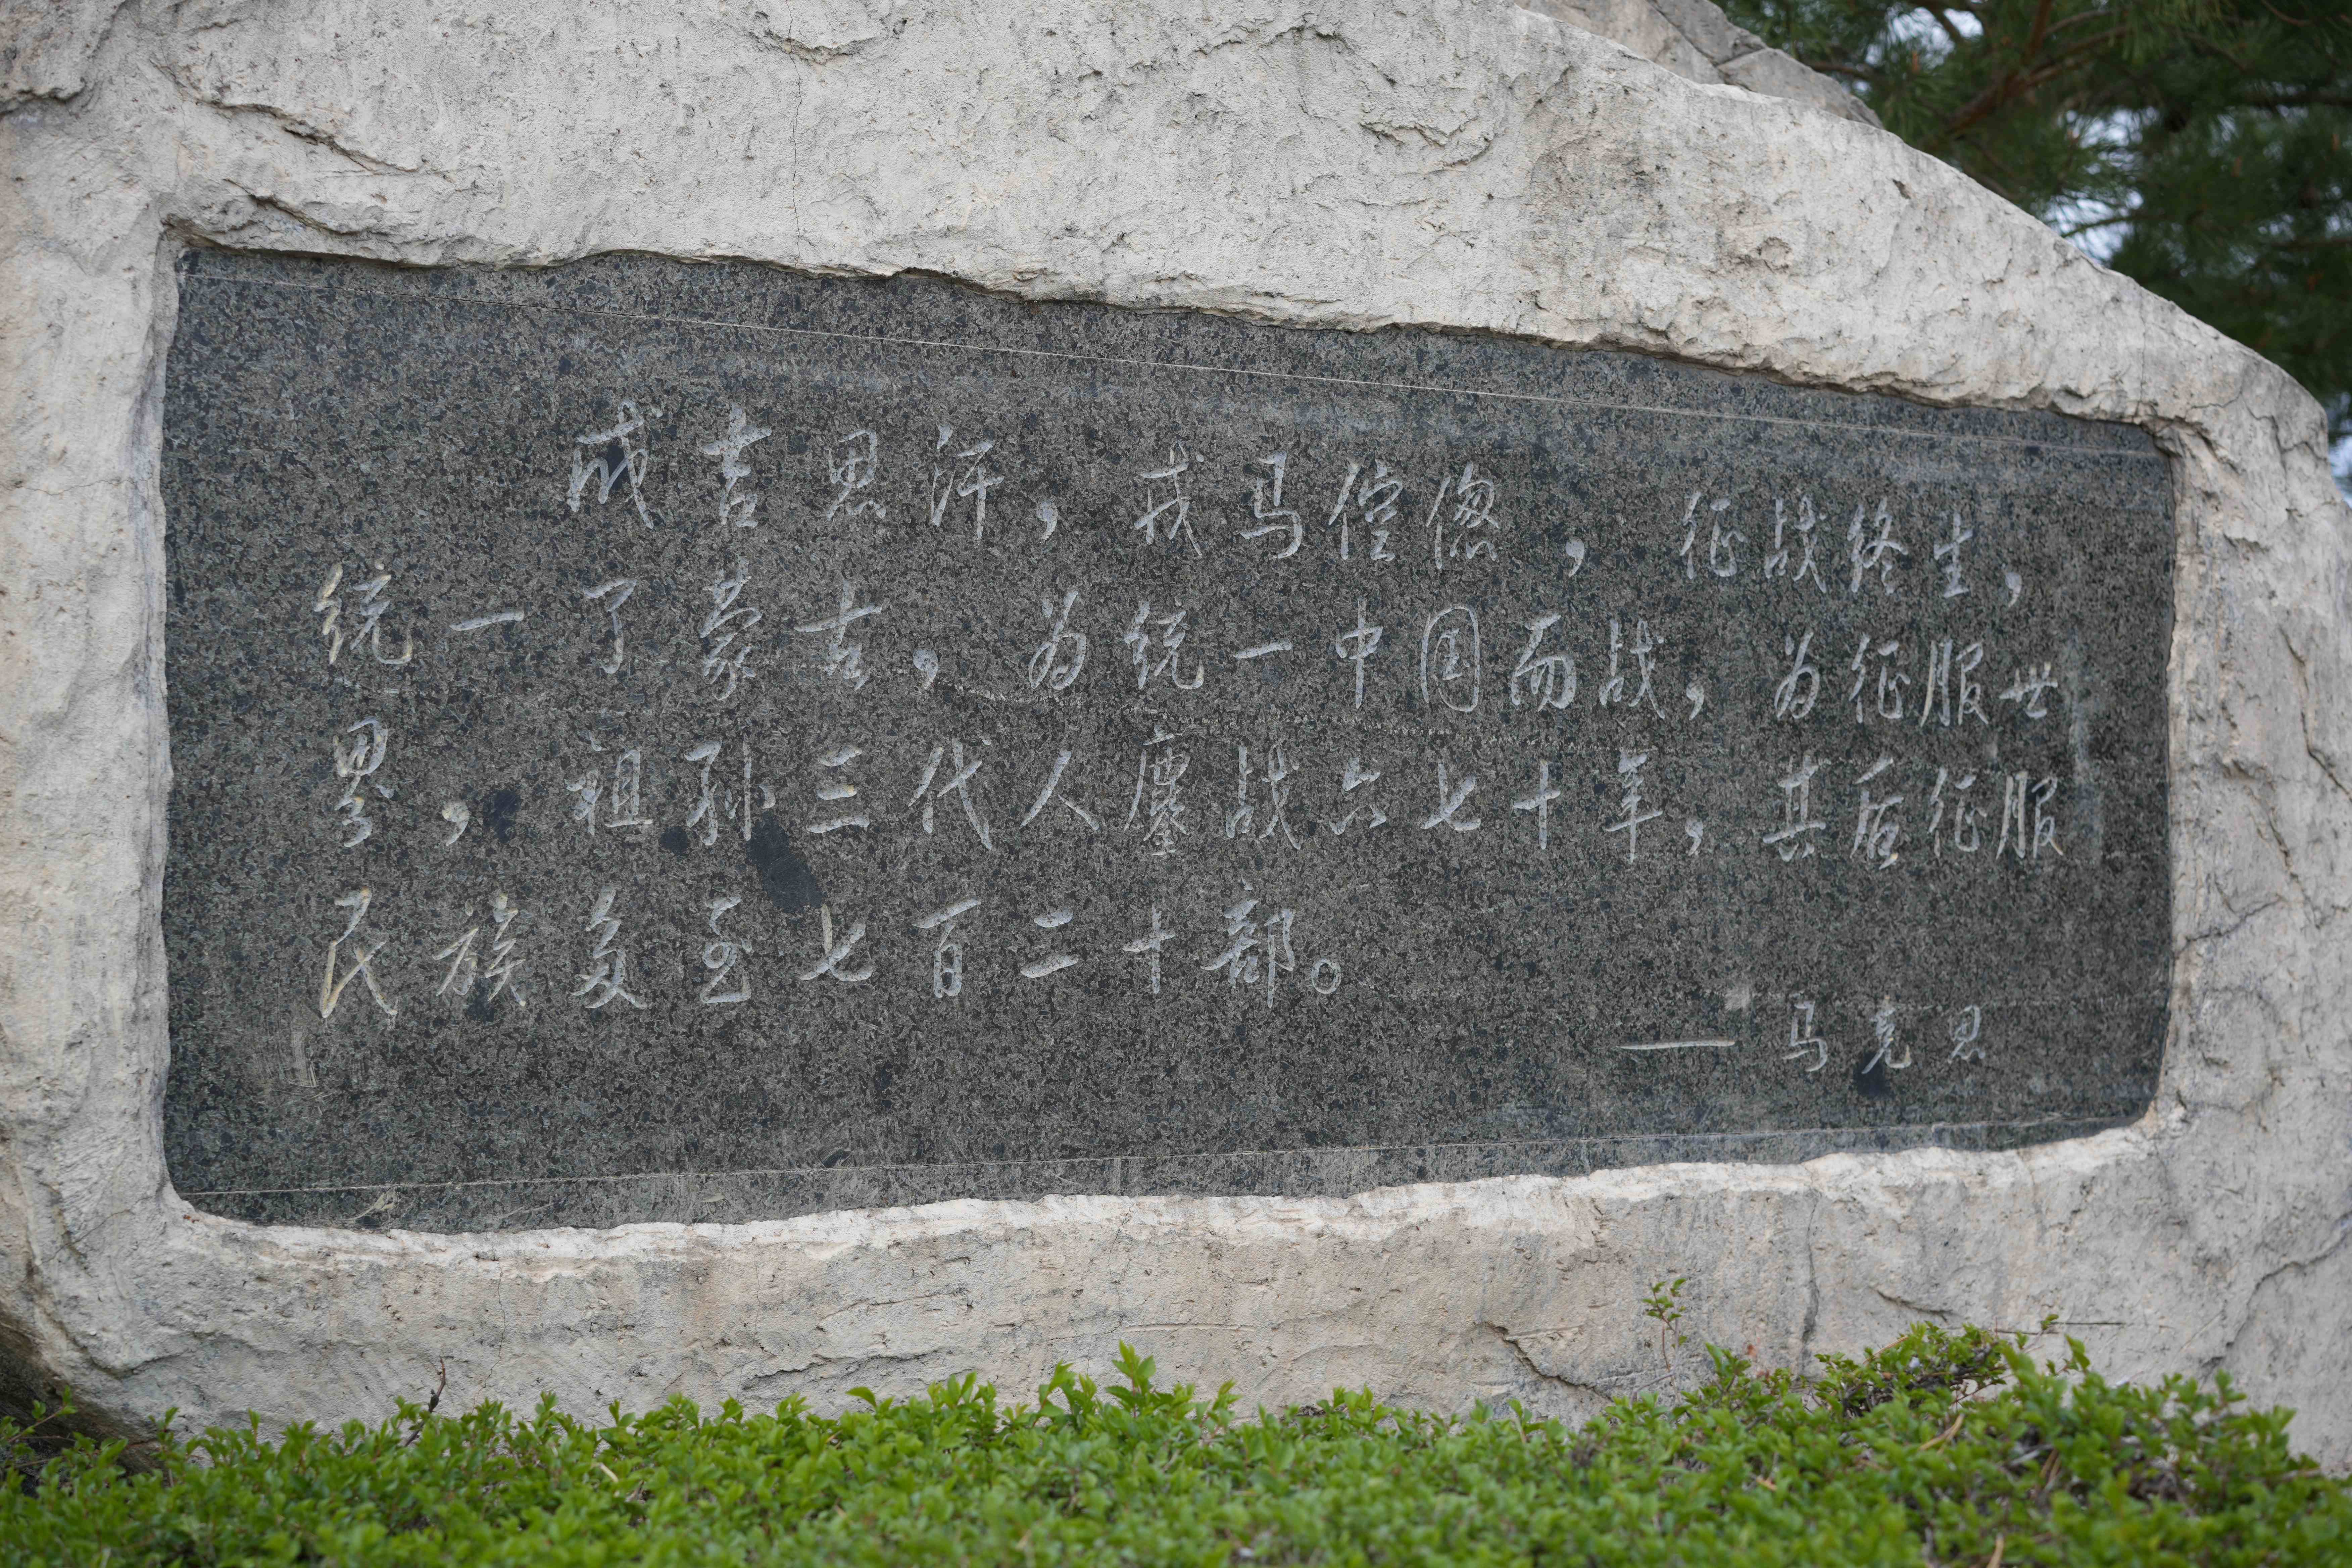 成吉思汗，戎马倥偬，征战终生，
统一了蒙古，为统一中国而战，为征服世
界，祖孙三代人鏖战六七十年，其后征服
民族多至七百二十部。
——马克思